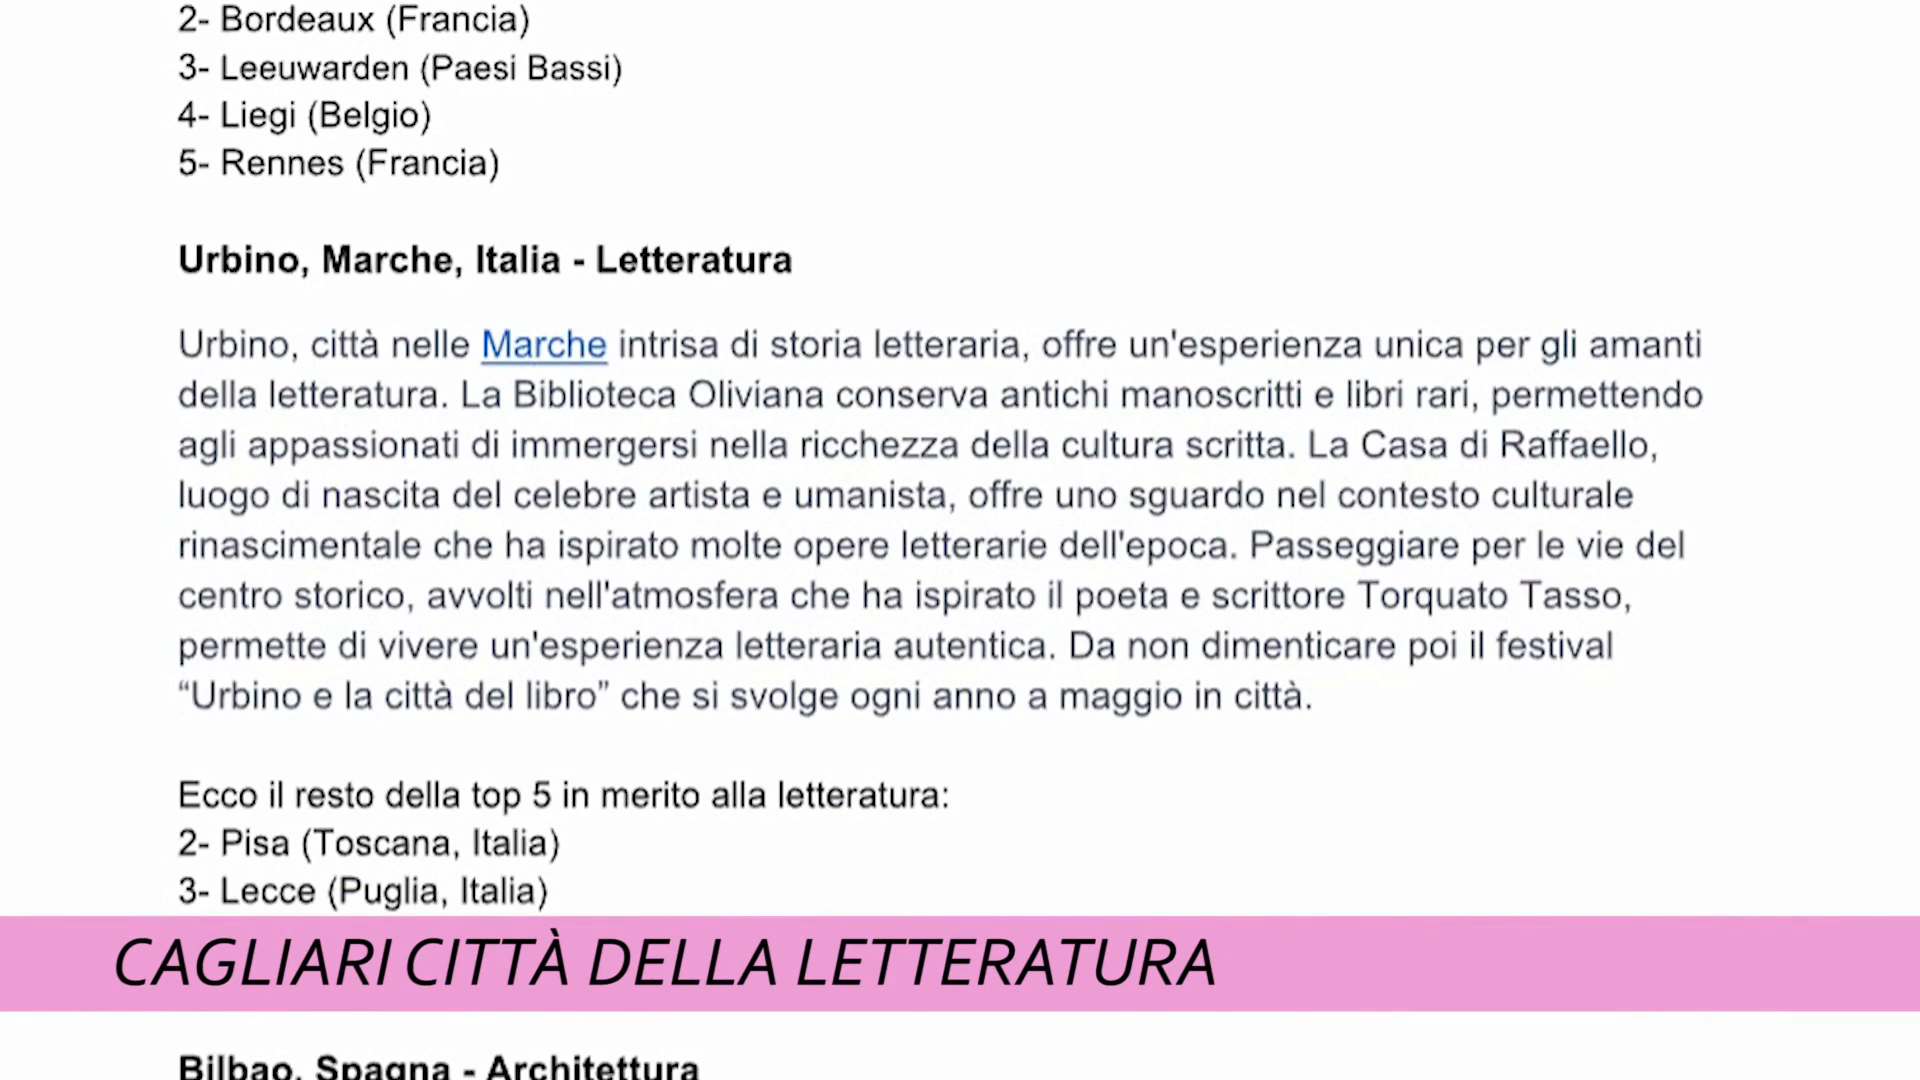 2- Bordeaux (Francia)
3- Leeuwarden (Paesi Bassi)
4- Liegi (Belgio)
5- Rennes (Francia)
Urbino, Marche, Italia - Letteratura
Urbino, città nelle Marche intrisa di storia letteraria, offre un'esperienza unica per gli amanti
della letteratura. La Biblioteca Oliviana conserva antichi manoscritti e libri rari, permettendo
agli appassionati di immergersi nella ricchezza della cultura scritta. La Casa di Raffaello,
luogo di nascita del celebre artista e umanista, offre uno sguardo nel contesto culturale
rinascimentale che ha ispirato molte opere letterarie dell'epoca. Passeggiare per le vie del
centro storico, avvolti nell'atmosfera che ha ispirato il poeta e scrittore Torquato Tasso,
permette di vivere un'esperienza letteraria autentica. Da non dimenticare poi il festival
“Urbino e la città del libro” che si svolge ogni anno a maggio in città.
Ecco il resto della top 5 in merito alla letteratura:
2- Pisa (Toscana, Italia)
3- Lecce (Puglia, Italia)
CAGLIARI CITTÀ DELLA LETTERATURA
Bilbao, Spagna - Architettura